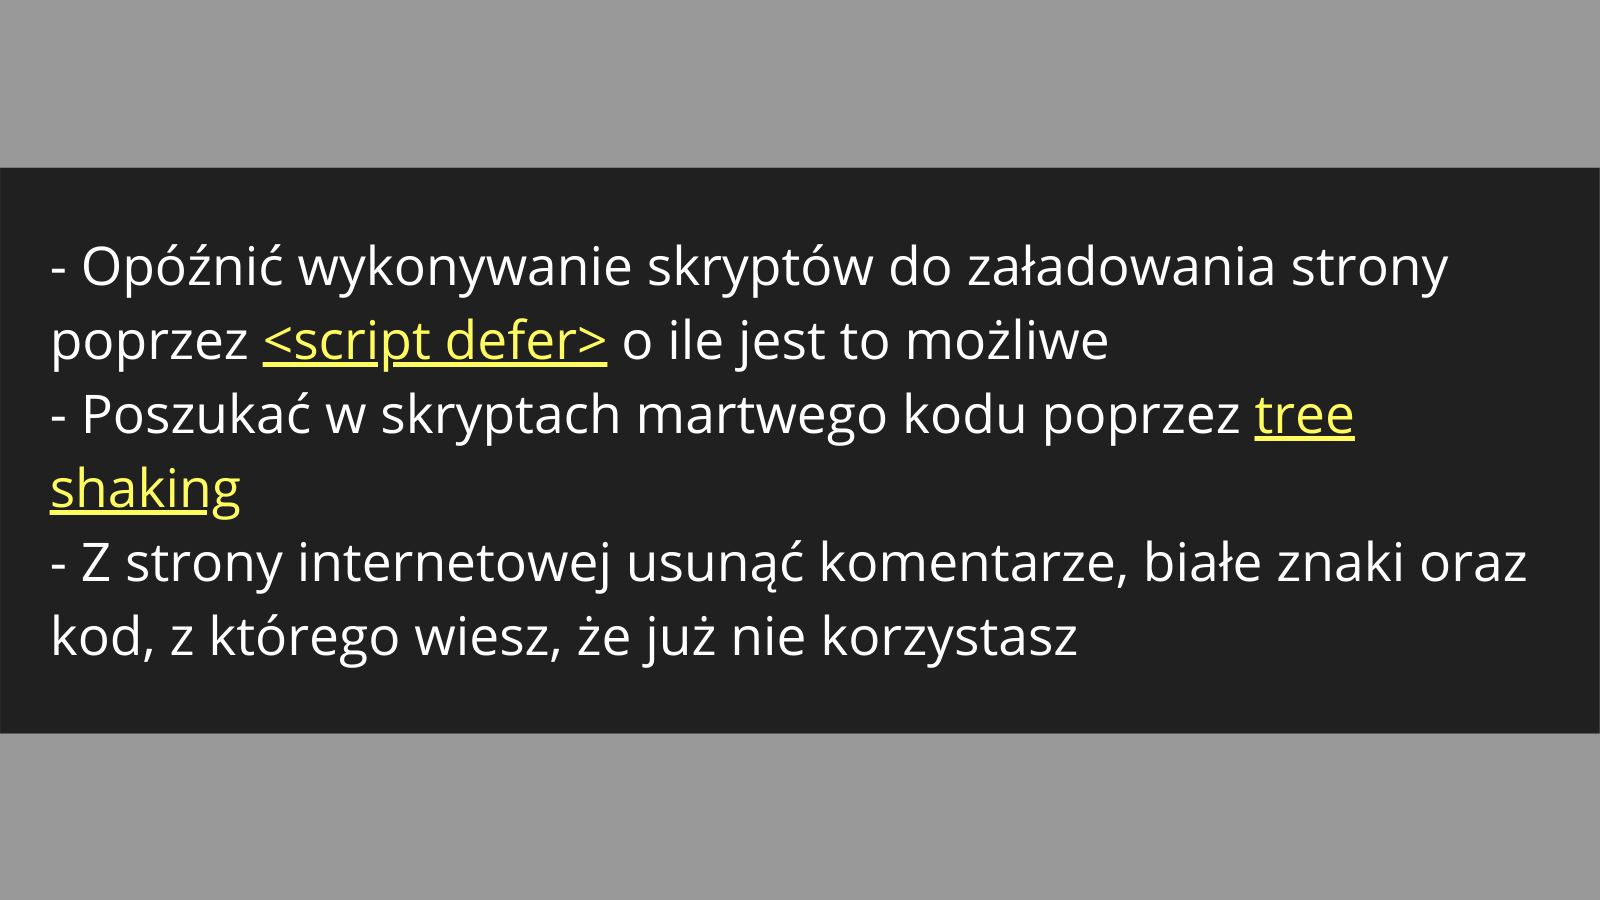 - Opóźnić wykonywanie skryptów do załadowania strony
poprzez <script defer> o ile jest to możliwe
- Poszukać w skryptach martwego kodu poprzez tree
shaking
- Z strony internetowej usunąć komentarze, białe znaki oraz
kod, z którego wiesz, że już nie korzystasz